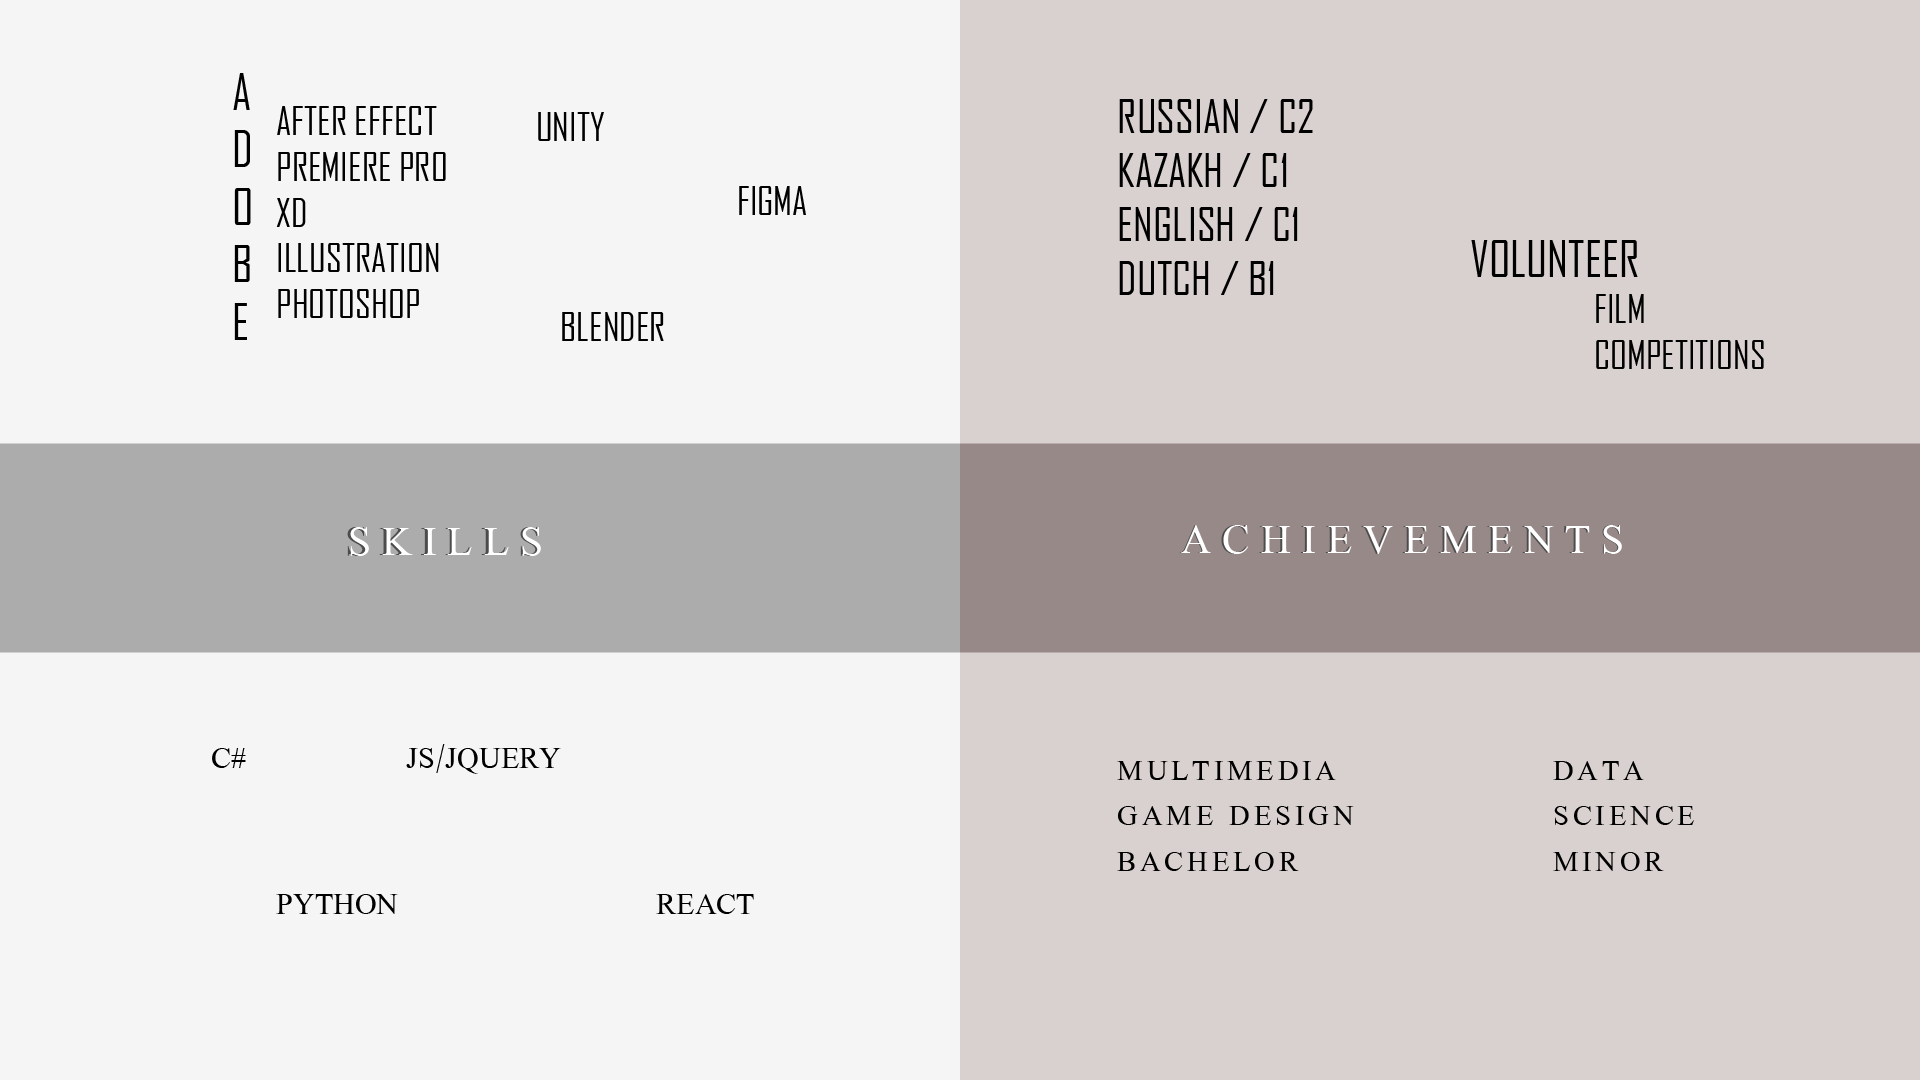 ADOBE
AFTER EFFECT
PREMIERE PRO
XD
ILLUSTRATION
PHOTOSHOP
UNITY
FIGMA
BLENDER
RUSSIAN / C2
KAZAKH / C1
ENGLISH / C1
DUTCH / B1
VOLUNTEER
FILM
COMPETITIONS
SKILLS
ACHIEVEMENTS
C#
JS/JQUERY
PYTHON
REACT
MULTIMEDIA
GAME DESIGN
BACHELOR
DATA
SCIENCE
MINOR